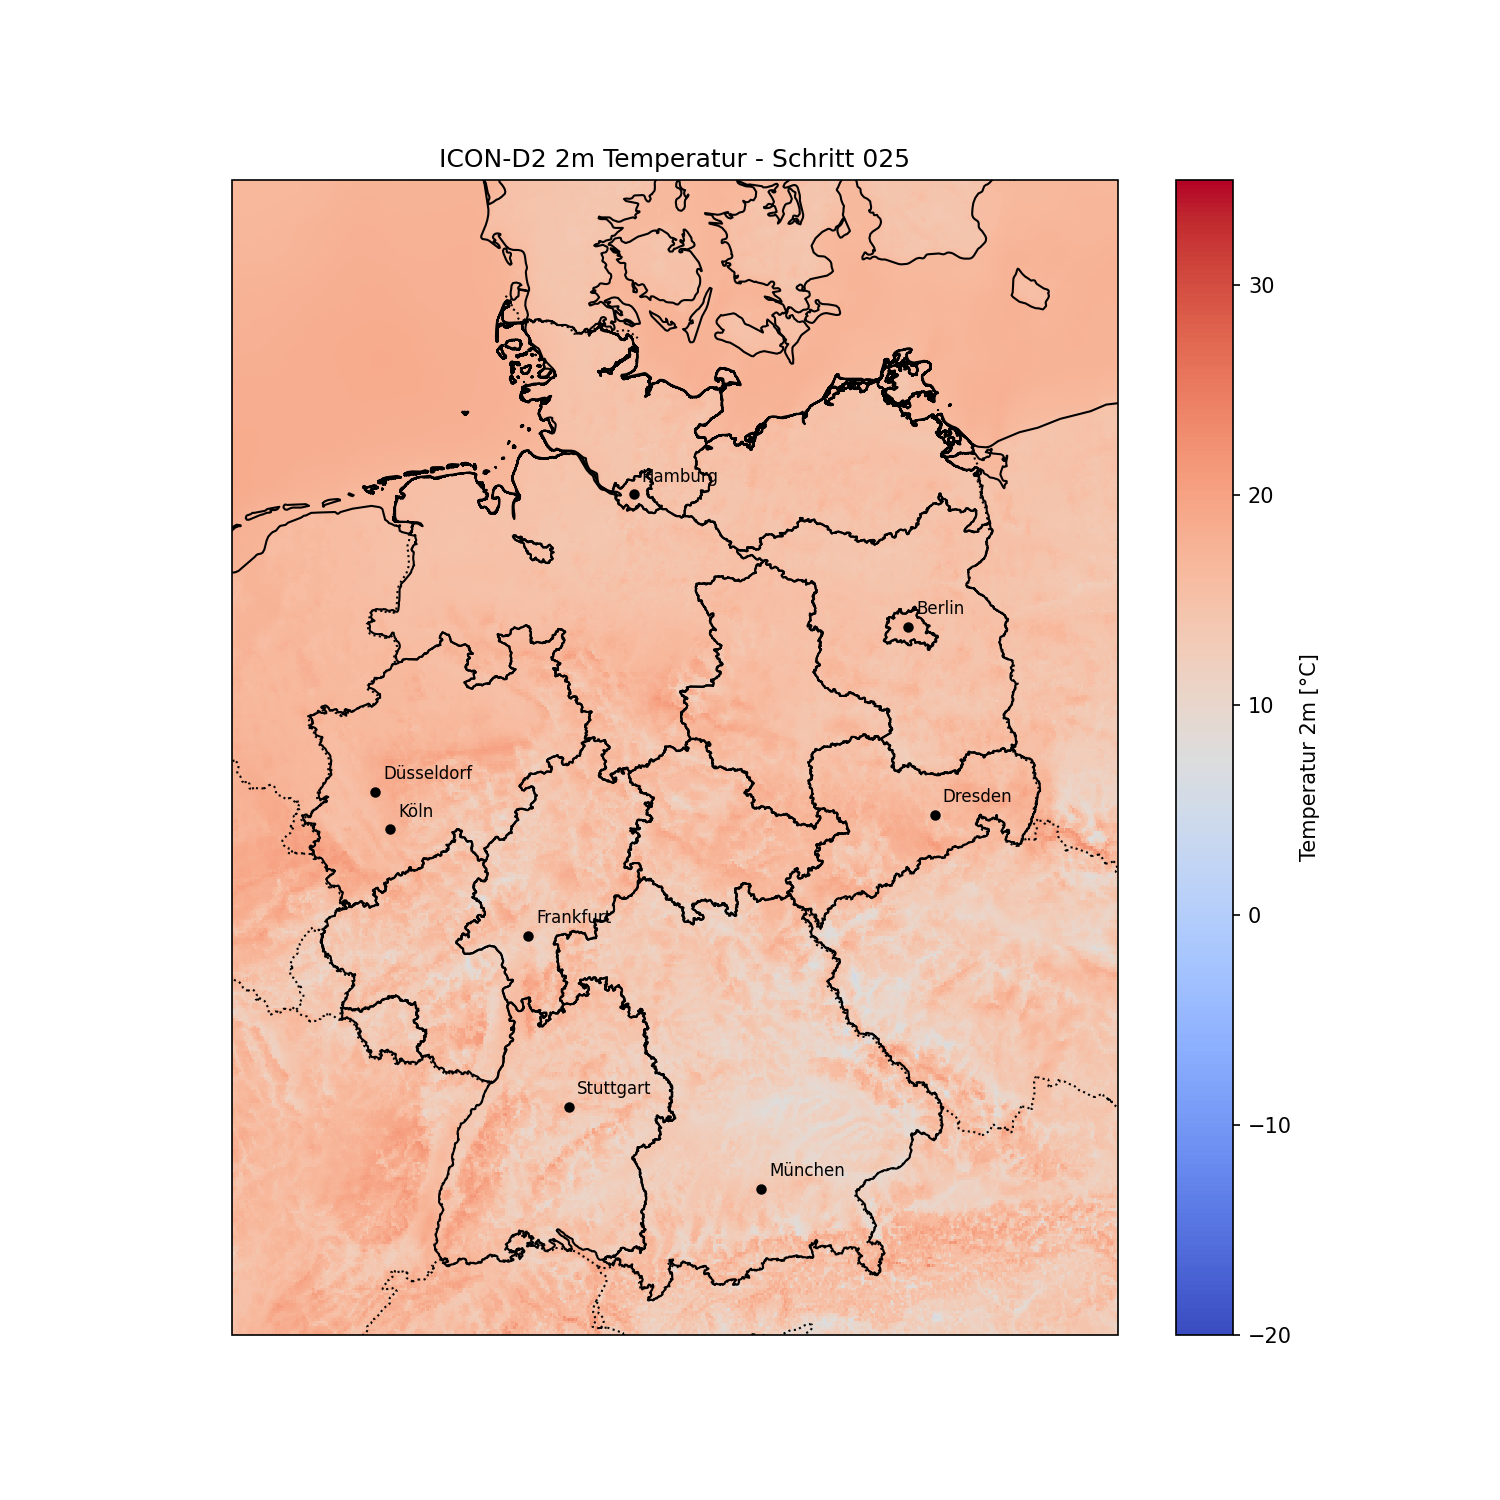 ICON-D2 2m Temperatur - Schritt 025
Hamburg
Berlin
Düsseldorf
Köln
Dresden
Frankfurt
Stuttgart
München
30
20
10
0
−10
−20
Temperatur 2m [°C]